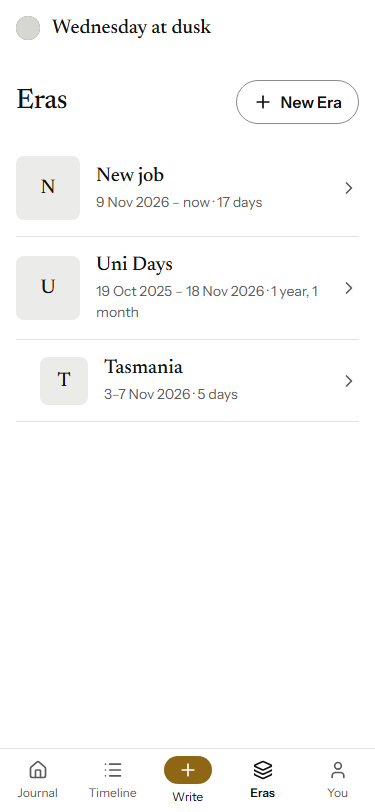 Wednesday at dusk
Eras
New Era
N
New job
9 Nov 2026 – now · 17 days
U
Uni Days
19 Oct 2025 – 18 Nov 2026 · 1 year, 1
month
T
Tasmania
3–7 Nov 2026 · 5 days
Journal
Timeline
Write
Eras
You